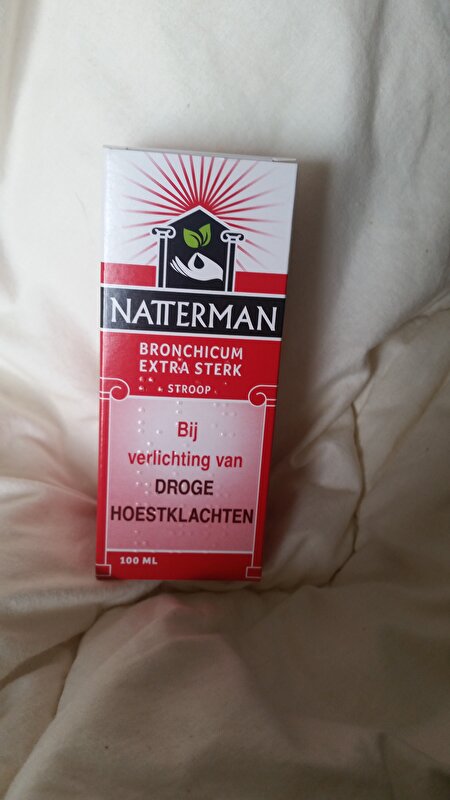 NATTERMAN
BRONCHICUM
EXTRA STERK
STROOP
Bij
verlichting van
DROGE
HOESTKLACHTEN
100 ML